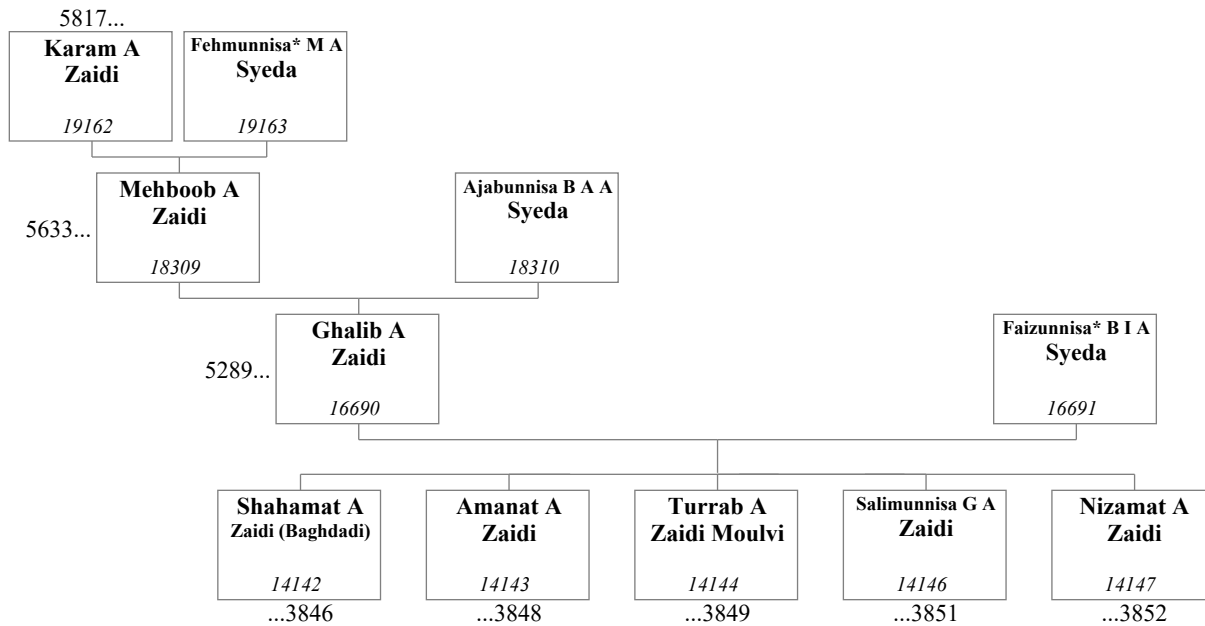 5817...
Karam A
Zaidi
19162
Fehmunnisa* M A
Syeda
19163
Mehboob A
Zaidi
18309
5633...
Ajabunnisa B A A
Syeda
18310
Ghalib A
Zaidi
16690
5289...
Faizunnisa* B I A
Syeda
16691
Shahamat A
Zaidi (Baghdadi)
14142
...3846
Amanat A
Zaidi
14143
...3848
Turrab A
Zaidi Moulvi
14144
...3849
Salimunnisa G A
Zaidi
14146
...3851
Nizamat A
Zaidi
14147
...3852